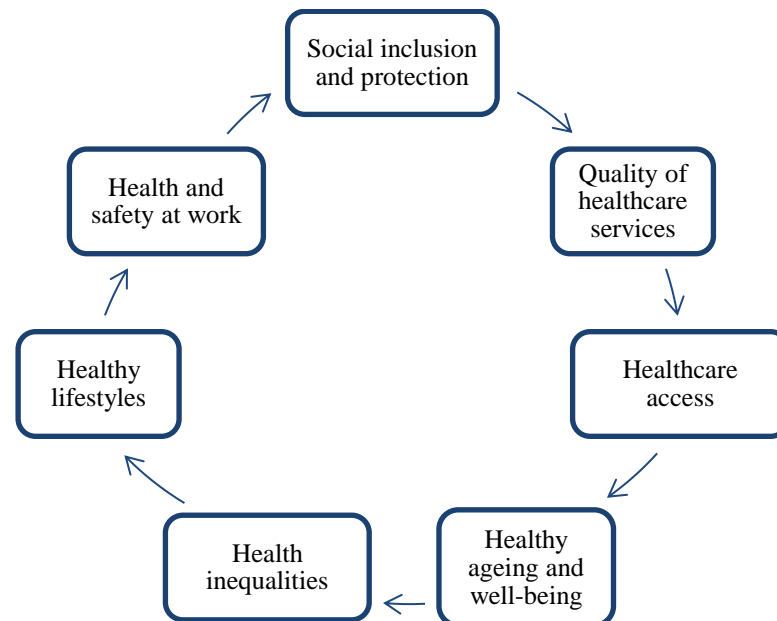 Social inclusion
and protection
Quality of
healthcare
services
Healthcare
access
Healthy
ageing and
well-being
Health
inequalities
Healthy
lifestyles
Health and
safety at work